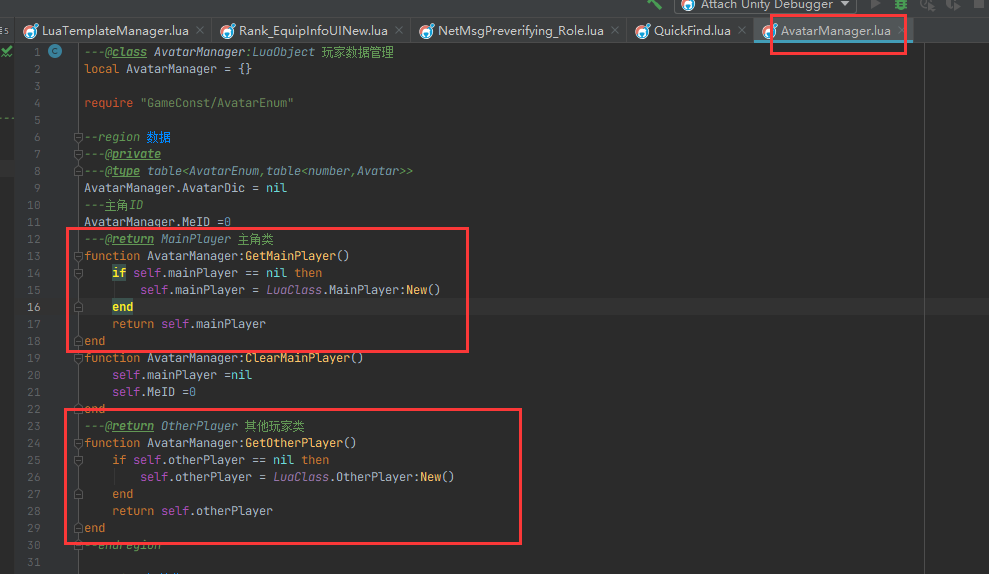 Attach Unity Debugger
LuaTemplateManager.lua
Rank_EquipInfoUINew.lua
NetMsgPreverifying_Role.lua
QuickFind.lua
AvatarManager.lua
1 ---@class AvatarManager:LuaObject 玩家数据管理
2 local AvatarManager = {}
3
4 require "GameConst/AvatarEnum"
5
6 --region 数据
7 ---@private
8 ---@type table<AvatarEnum,table<number,Avatar>>
9 AvatarManager.AvatarDic = nil
10 ---主角ID
11 AvatarManager.MeID =0
12 ---@return MainPlayer 主角类
13 function AvatarManager:GetMainPlayer()
14 if self.mainPlayer == nil then
15 self.mainPlayer = LuaClass.MainPlayer:New()
16 end
17 return self.mainPlayer
18 end
19 function AvatarManager:ClearMainPlayer()
20 self.mainPlayer =nil
21 self.MeID =0
22 end
23 ---@return OtherPlayer 其他玩家类
24 function AvatarManager:GetOtherPlayer()
25 if self.otherPlayer == nil then
26 self.otherPlayer = LuaClass.OtherPlayer:New()
27 end
28 return self.otherPlayer
29 end
30 --endregion
31